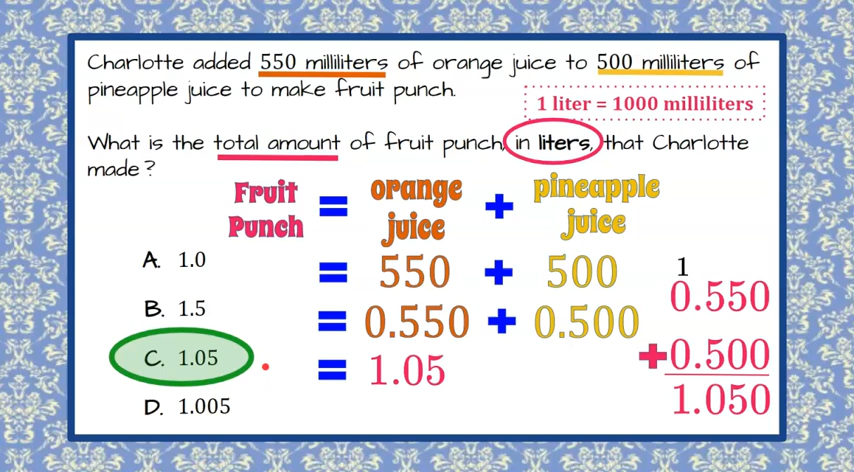 Charlotte added 550 milliliters of orange juice to 500 milliliters of
pineapple juice to make fruit punch.
1 liter = 1000 milliliters
What is the total amount of fruit punch, in liters, that Charlotte
made?
Fruit Punch = orange juice + pineapple juice
= 550 + 500
= 0.550 + 0.500
= 1.05
A. 1.0
B. 1.5
C. 1.05
D. 1.005
1
0.550
+0.500
1.050